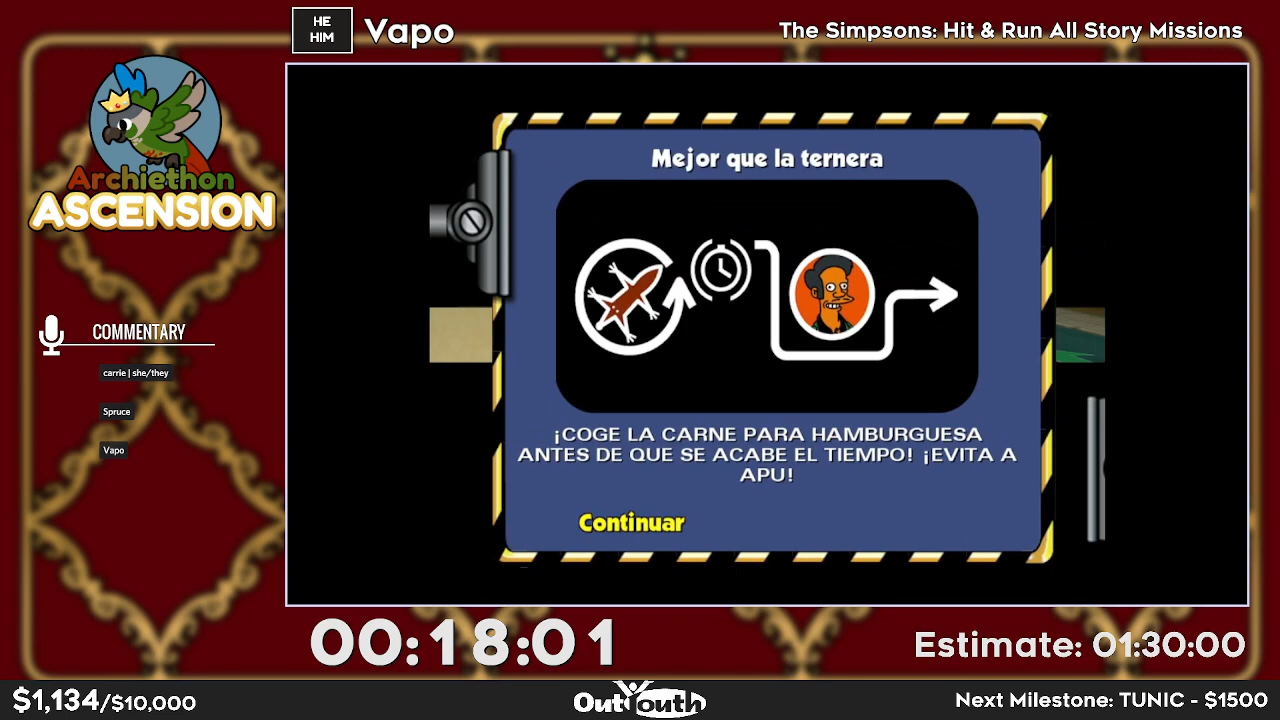 HE
HIM
Vapo
The Simpsons: Hit & Run All Story Missions
Archiethon
ASCENSION
Mejor que la ternera
COMMENTARY
carrie | she/they
Spruce
Vapo
¡COGE LA CARNE PARA HAMBURGUESA
ANTES DE QUE SE ACABE EL TIEMPO! ¡EVITA A
APU!
Continuar
00:18:01
Estimate: 01:30:00
$1,134/$10,000
OutYouth
Next Milestone: TUNIC - $1500